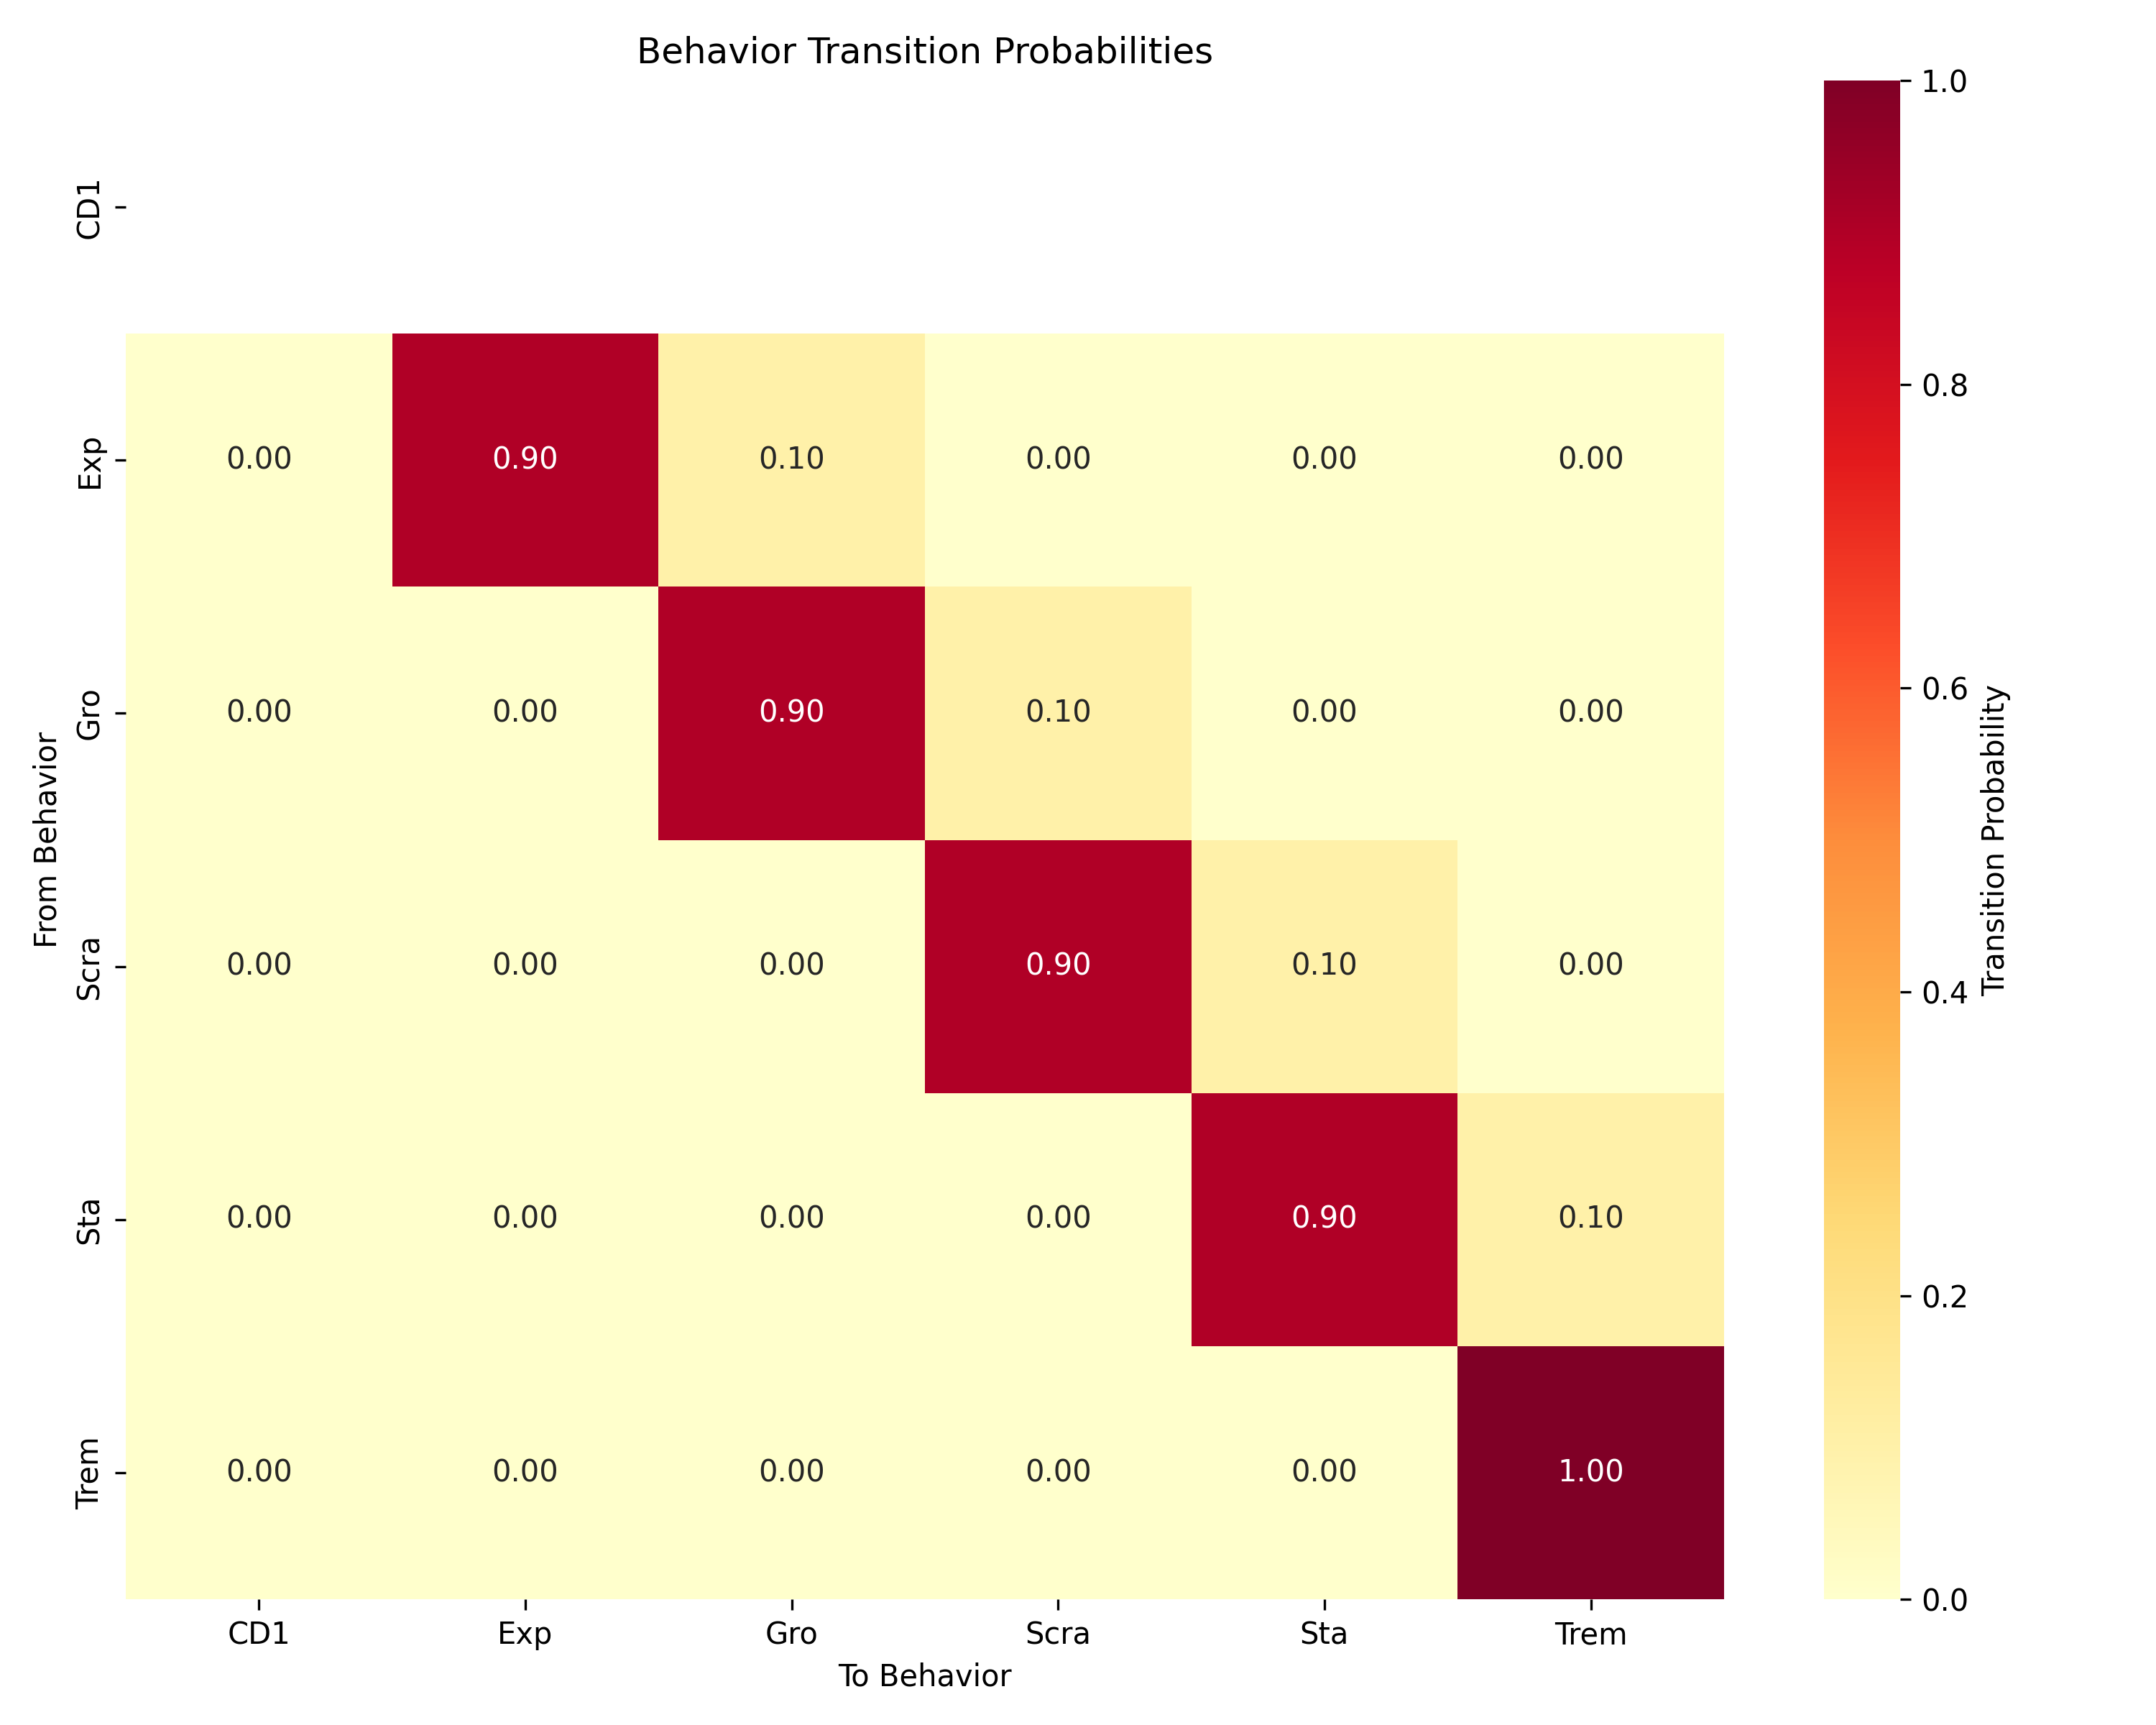 Behavior Transition Probabilities
From Behavior
CD1
Exp 0.00 0.90 0.10 0.00 0.00 0.00
Gro 0.00 0.00 0.90 0.10 0.00 0.00
Scra 0.00 0.00 0.00 0.90 0.10 0.00
Sta 0.00 0.00 0.00 0.00 0.90 0.10
Trem 0.00 0.00 0.00 0.00 0.00 1.00
CD1 Exp Gro Scra Sta Trem
To Behavior
1.0
0.8
0.6
0.4
0.2
0.0
Transition Probability